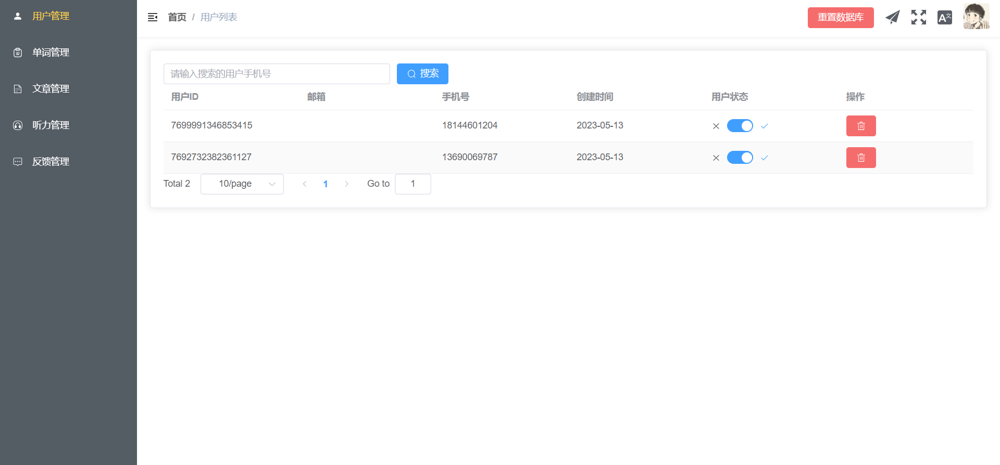 用户管理
单词管理
文章管理
听力管理
反馈管理
首页 / 用户列表
重置数据库
请输入搜索的用户手机号 搜索
用户ID 邮箱 手机号 创建时间 用户状态 操作
7699991346853415 18144601204 2023-05-13
7692732382361127 13690069787 2023-05-13
Total 2 10/page 1 Go to 1